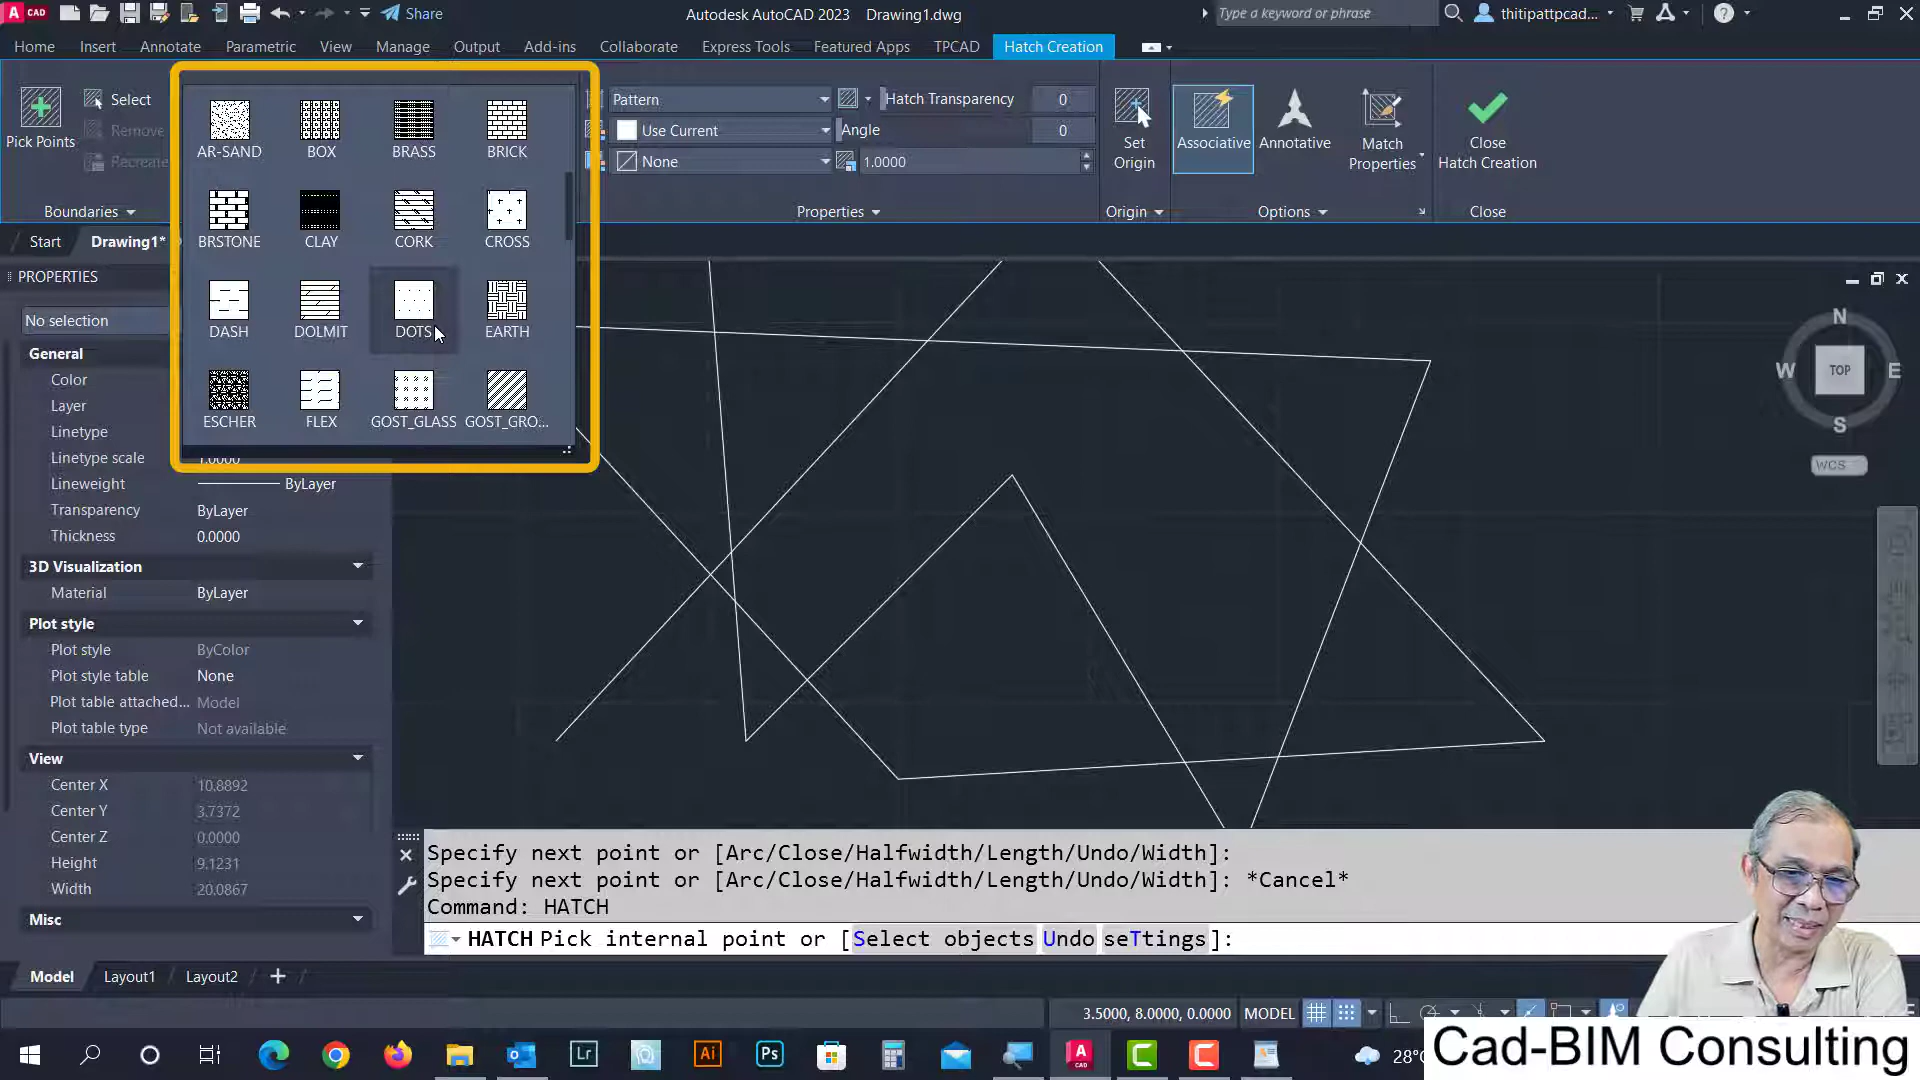 A CAD
Share
Autodesk AutoCAD 2023 Drawing1.dwg
Type a keyword or phrase
thitipattpcad...
Home Insert Annotate Parametric View Manage Output Add-ins Collaborate Express Tools Featured Apps TPCAD Hatch Creation
Pick Points
Select
Remove
Recreate
Boundaries
AR-SAND BOX BRASS BRICK
BRSTONE CLAY CORK CROSS
DASH DOLMIT DOTS EARTH
ESCHER FLEX GOST_GLASS GOST_GRO...
Pattern
Use Current
None
Hatch Transparency 0
Angle 0
1.0000
Properties
Set Origin
Origin
Associative
Annotative
Match Properties
Options
Close Hatch Creation
Close
Start Drawing1*
PROPERTIES
No selection
General
Color
Layer
Linetype
Linetype scale 1.0000
Lineweight ByLayer
Transparency ByLayer
Thickness 0.0000
3D Visualization
Material ByLayer
Plot style
Plot style ByColor
Plot style table None
Plot table attached... Model
Plot table type Not available
View
Center X 10.8892
Center Y 3.7372
Center Z 0.0000
Height 9.1231
Width 20.0867
Misc
N
W TOP E
S
WCS
Specify next point or [Arc/Close/Halfwidth/Length/Undo/Width]:
Specify next point or [Arc/Close/Halfwidth/Length/Undo/Width]: *Cancel*
Command: HATCH
HATCH Pick internal point or [Select objects Undo seTtings]:
Model Layout1 Layout2
3.5000, 8.0000, 0.0000 MODEL
Lr Ai Ps A CAD C C
28°
Cad-BIM Consulting